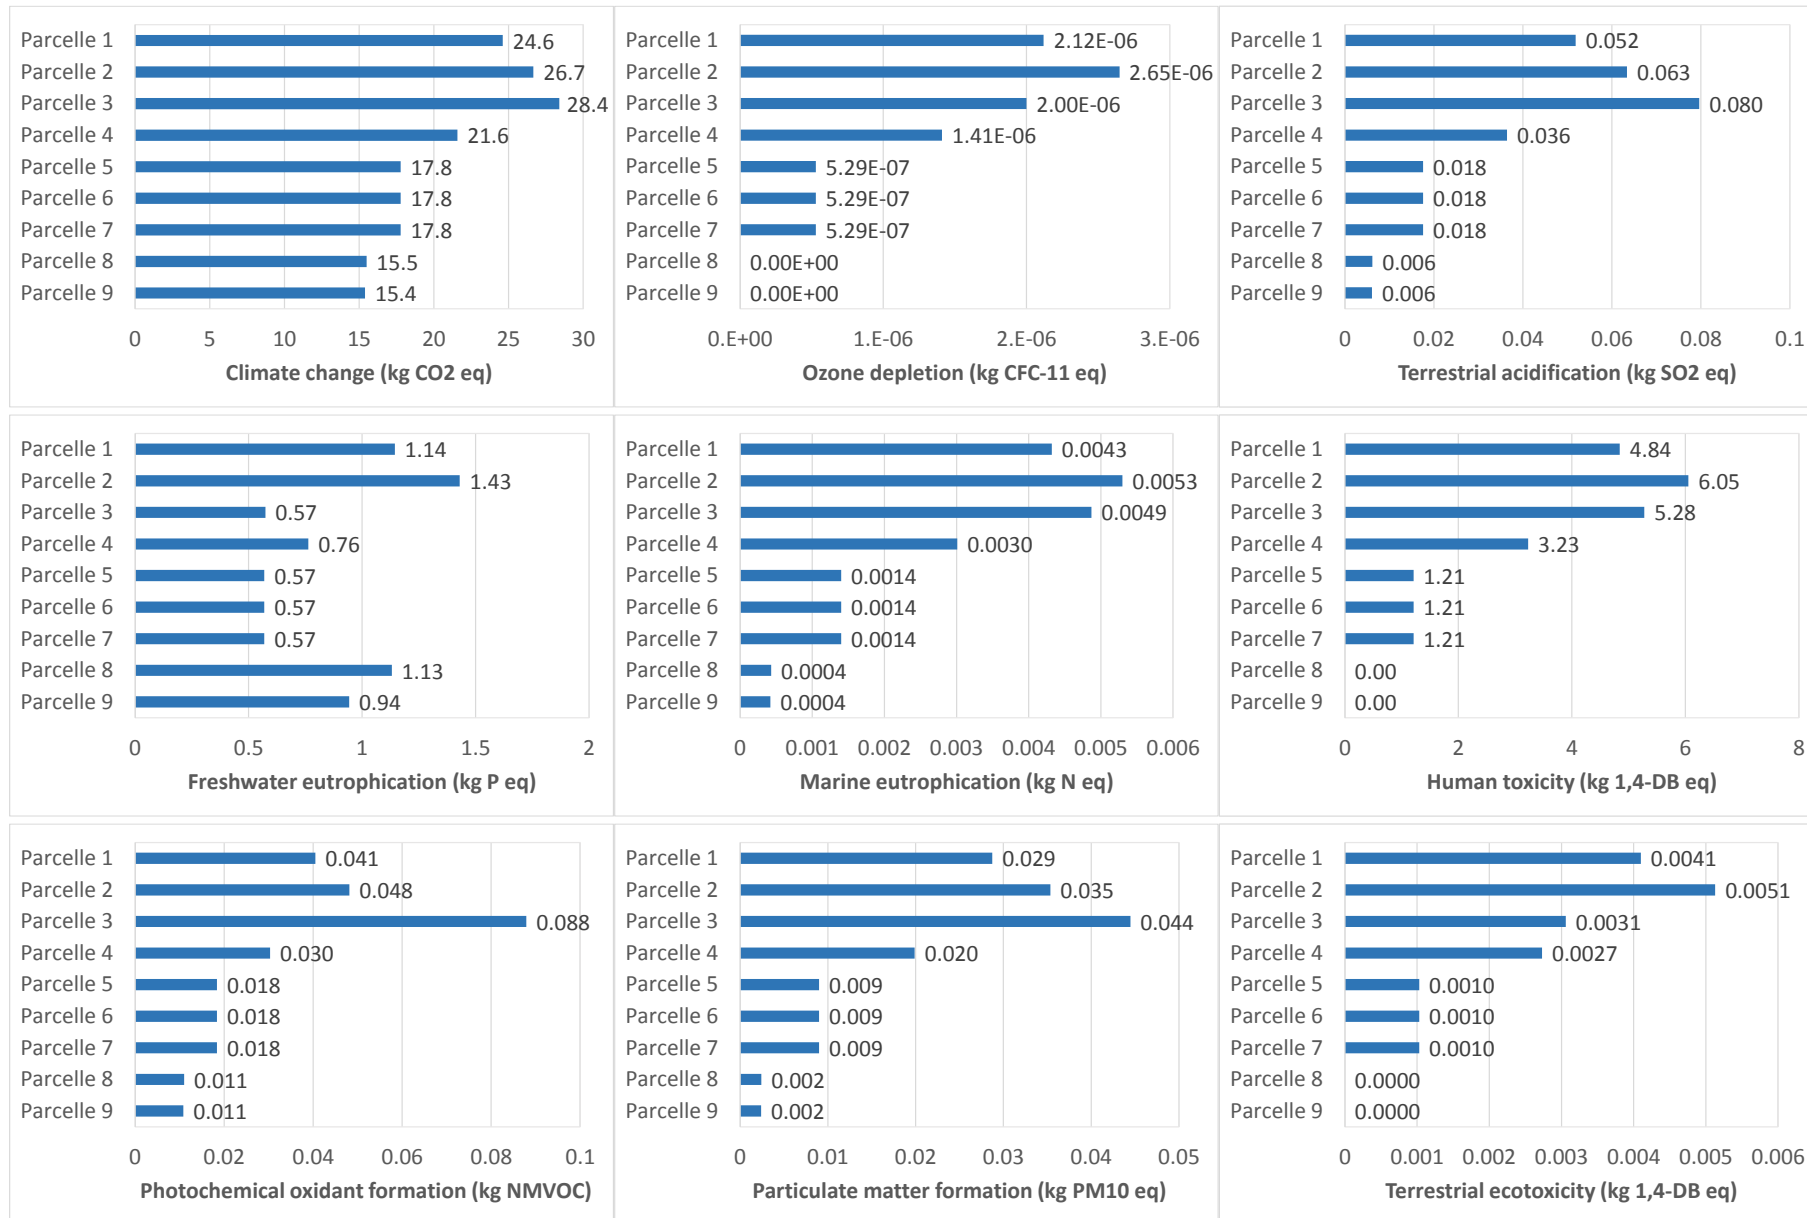 Parcelle 1 24.6
Parcelle 2 26.7
Parcelle 3 28.4
Parcelle 4 21.6
Parcelle 5 17.8
Parcelle 6 17.8
Parcelle 7 17.8
Parcelle 8 15.5
Parcelle 9 15.4
0 5 10 15 20 25 30
Climate change (kg CO2 eq)
Parcelle 1 2.12E-06
Parcelle 2 2.65E-06
Parcelle 3 2.00E-06
Parcelle 4 1.41E-06
Parcelle 5 5.29E-07
Parcelle 6 5.29E-07
Parcelle 7 5.29E-07
Parcelle 8 0.00E+00
Parcelle 9 0.00E+00
0.E+00 1.E-06 2.E-06 3.E-06
Ozone depletion (kg CFC-11 eq)
Parcelle 1 0.052
Parcelle 2 0.063
Parcelle 3 0.080
Parcelle 4 0.036
Parcelle 5 0.018
Parcelle 6 0.018
Parcelle 7 0.018
Parcelle 8 0.006
Parcelle 9 0.006
0 0.02 0.04 0.06 0.08 0.1
Terrestrial acidification (kg SO2 eq)
Parcelle 1 1.14
Parcelle 2 1.43
Parcelle 3 0.57
Parcelle 4 0.76
Parcelle 5 0.57
Parcelle 6 0.57
Parcelle 7 0.57
Parcelle 8 1.13
Parcelle 9 0.94
0 0.5 1 1.5 2
Freshwater eutrophication (kg P eq)
Parcelle 1 0.0043
Parcelle 2 0.0053
Parcelle 3 0.0049
Parcelle 4 0.0030
Parcelle 5 0.0014
Parcelle 6 0.0014
Parcelle 7 0.0014
Parcelle 8 0.0004
Parcelle 9 0.0004
0 0.001 0.002 0.003 0.004 0.005 0.006
Marine eutrophication (kg N eq)
Parcelle 1 4.84
Parcelle 2 6.05
Parcelle 3 5.28
Parcelle 4 3.23
Parcelle 5 1.21
Parcelle 6 1.21
Parcelle 7 1.21
Parcelle 8 0.00
Parcelle 9 0.00
0 2 4 6 8
Human toxicity (kg 1,4-DB eq)
Parcelle 1 0.041
Parcelle 2 0.048
Parcelle 3 0.088
Parcelle 4 0.030
Parcelle 5 0.018
Parcelle 6 0.018
Parcelle 7 0.018
Parcelle 8 0.011
Parcelle 9 0.011
0 0.02 0.04 0.06 0.08 0.1
Photochemical oxidant formation (kg NMVOC)
Parcelle 1 0.029
Parcelle 2 0.035
Parcelle 3 0.044
Parcelle 4 0.020
Parcelle 5 0.009
Parcelle 6 0.009
Parcelle 7 0.009
Parcelle 8 0.002
Parcelle 9 0.002
0 0.01 0.02 0.03 0.04 0.05
Particulate matter formation (kg PM10 eq)
Parcelle 1 0.0041
Parcelle 2 0.0051
Parcelle 3 0.0031
Parcelle 4 0.0027
Parcelle 5 0.0010
Parcelle 6 0.0010
Parcelle 7 0.0010
Parcelle 8 0.0000
Parcelle 9 0.0000
0 0.001 0.002 0.003 0.004 0.005 0.006
Terrestrial ecotoxicity (kg 1,4-DB eq)